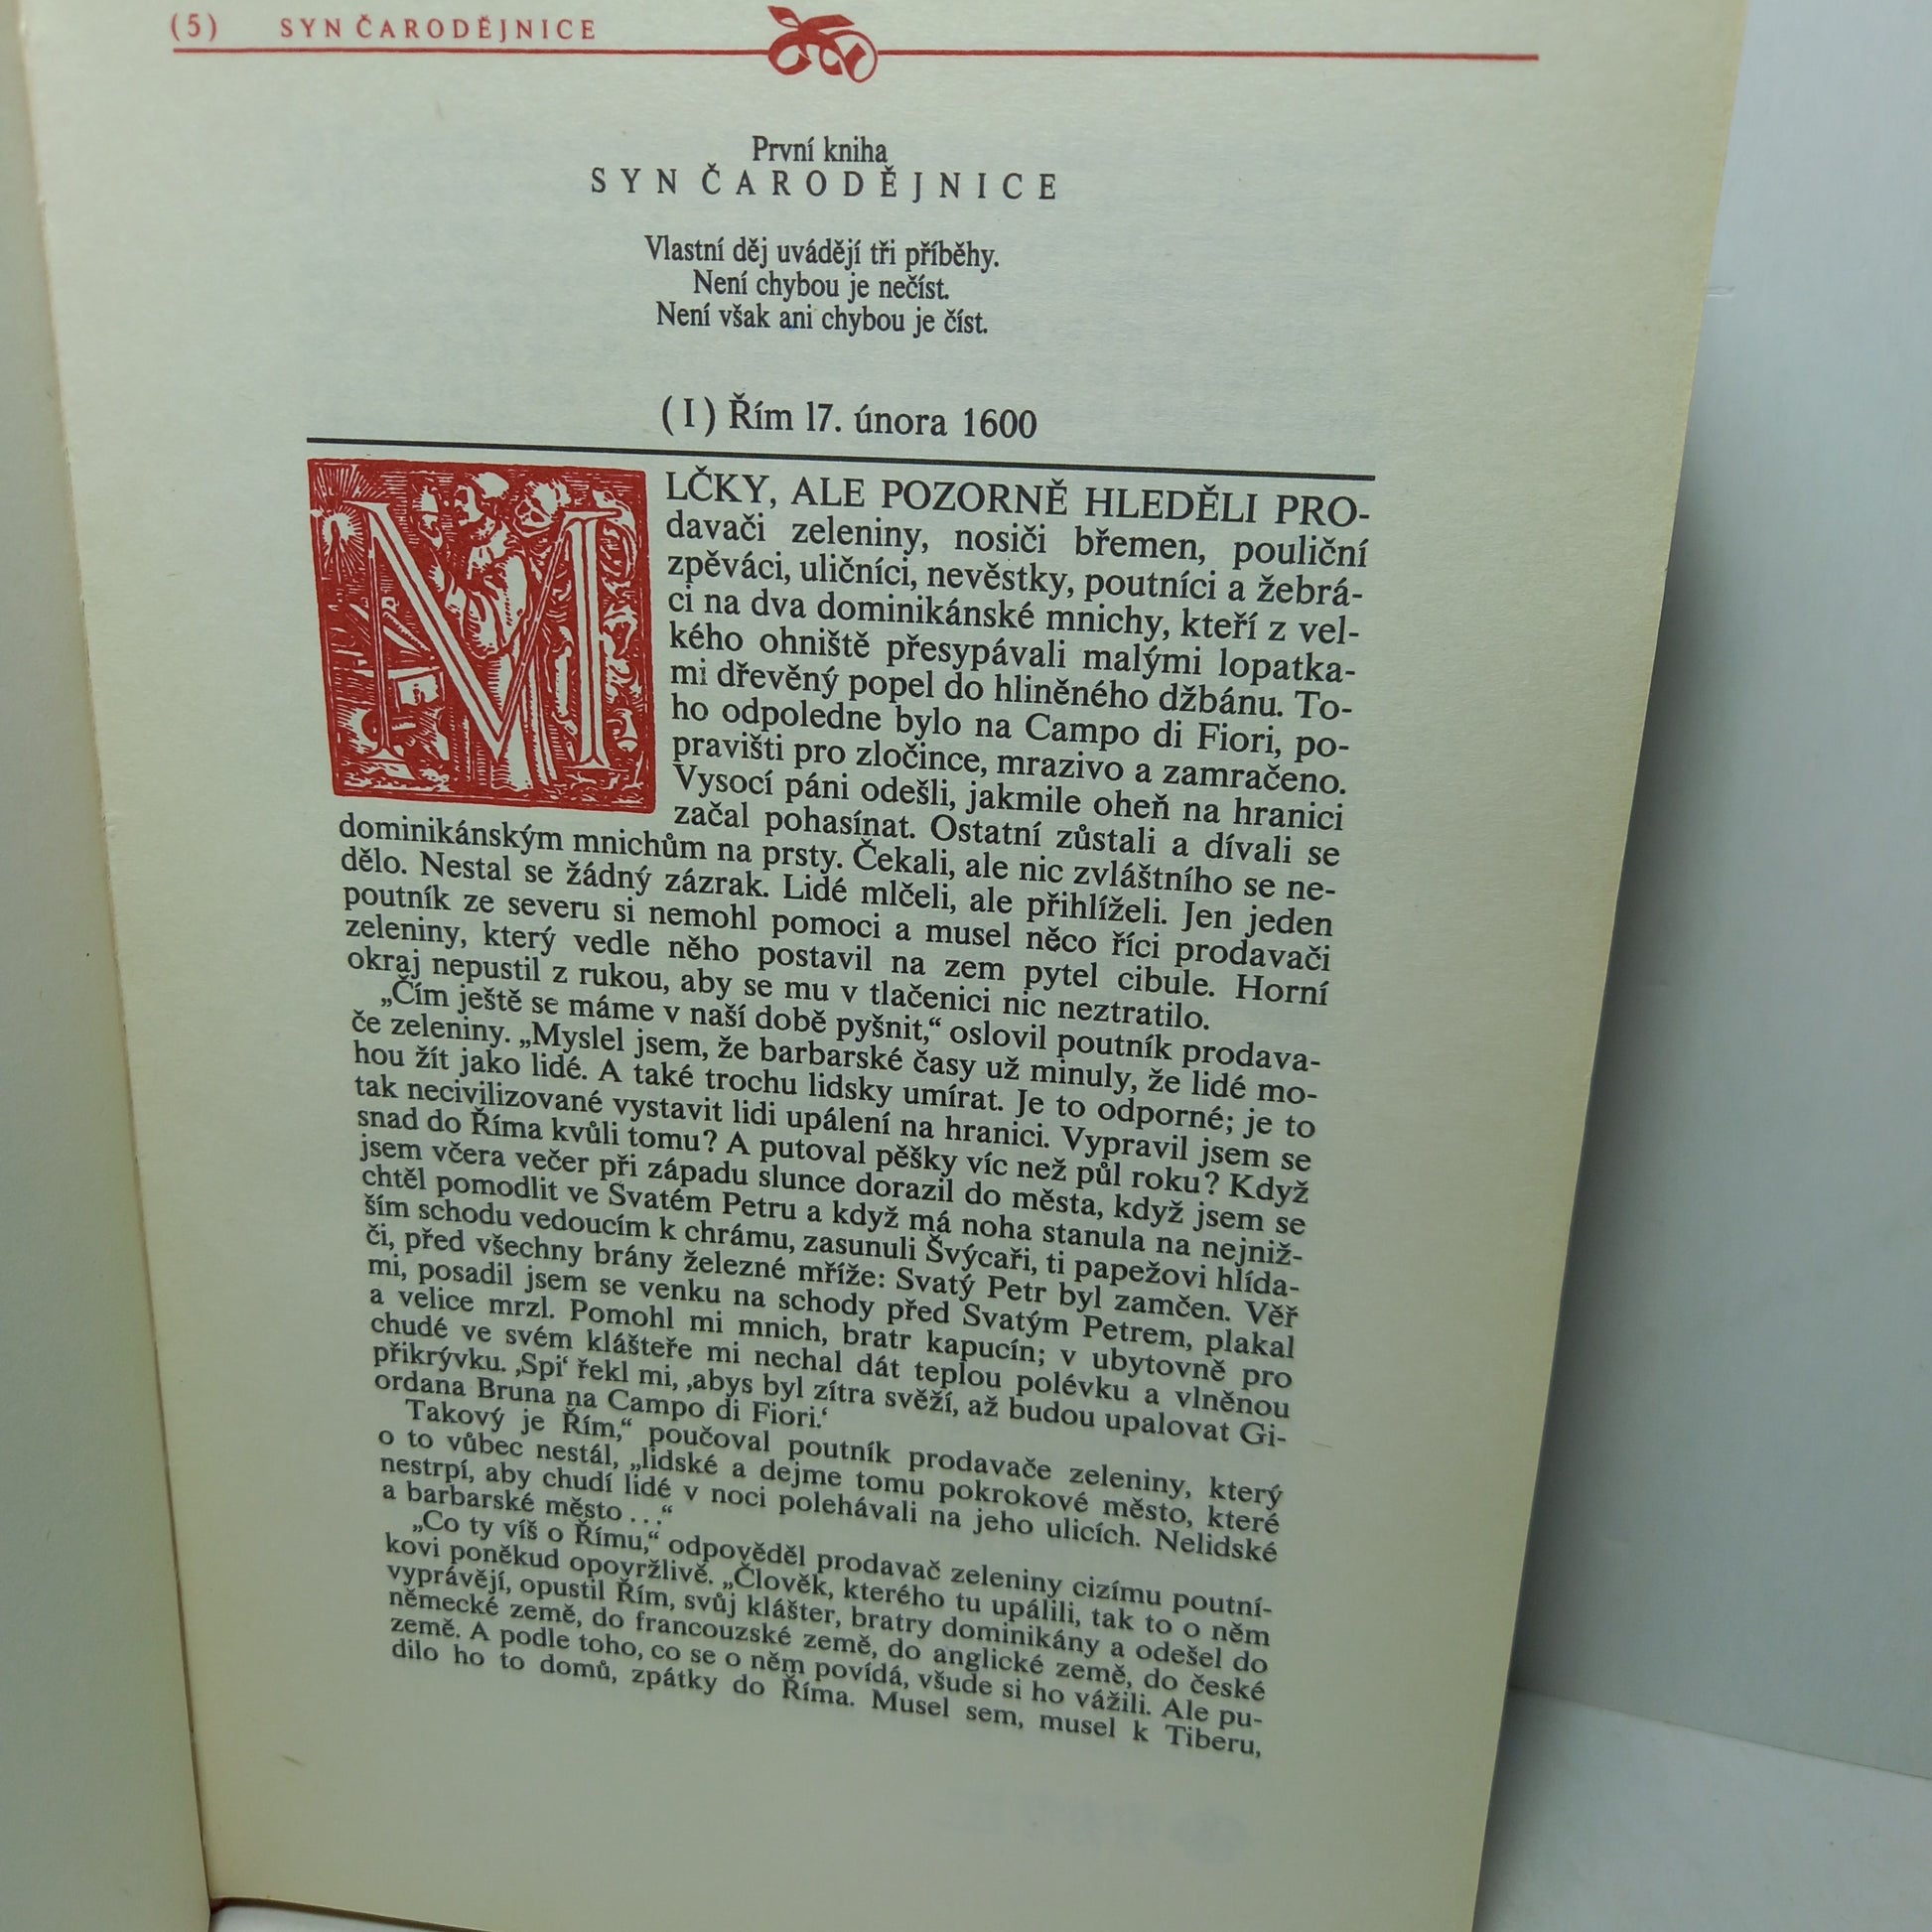 (5) SYN ČARODĚJNICE
První kniha
SYN ČARODĚJNICE
Vlastní děj uvádějí tři příběhy.
Není chybou je nečíst.
Není však ani chybou je číst.
(I) Řím 17. února 1600
MLČKY, ALE POZORNĚ HLEDĚLI PRO-
davači zeleniny, nosiči břemen, pouliční
zpěváci, uličníci, nevěstky, poutníci a žebrá-
ci na dva dominikánské mnichy, kteří z vel-
kého ohniště přesypávali malými lopatka-
mi dřevěný popel do hliněného džbánu. To-
ho odpoledne bylo na Campo di Fiori, po-
pravišti pro zločince, mrazivo a zamračeno.
Vysocí páni odešli, jakmile oheň na hranici
začal pohasínat. Ostatní zůstali a dívali se
dominikánským mnichům na prsty. Čekali, ale nic zvláštního se ne-
dělo. Nestal se žádný zázrak. Lidé mlčeli, ale přihlíželi. Jen jeden
poutník ze severu si nemohl pomoci a musel něco říci prodavači
zeleniny, který vedle něho postavil na zem pytel cibule. Horní
okraj nepustil z rukou, aby se mu v tlačenici nic neztratilo.
„Čím ještě se máme v naší době pyšnit,“ oslovil poutník prodava-
če zeleniny. „Myslel jsem, že barbarské časy už minuly, že lidé mo-
hou žít jako lidé. A také trochu lidsky umírat. Je to odporné; je to
tak necivilizované vystavit lidi upálení na hranici. Vypravil jsem se
snad do Říma kvůli tomu? A putoval pěšky víc než půl roku? Když
jsem včera večer při západu slunce dorazil do města, když jsem se
chtěl pomodlit ve Svatém Petru a když má noha stanula na nejniž-
ším schodu vedoucím k chrámu, zasunuli Švýcaři, ti papežovi hlída-
či, před všechny brány železné mříže: Svatý Petr byl zamčen. Věř
mi, posadil jsem se venku na schody před Svatým Petrem, plakal
a velice mrzl. Pomohl mi mnich, bratr kapucín; v ubytovně pro
chudé ve svém klášteře mi nechal dát teplou polévku a vlněnou
přikrývku. ‚Spi‘ řekl mi, ‚abys byl zítra svěží, až budou upalovat Gi-
ordana Bruna na Campo di Fiori.‘
Takový je Řím,“ poučoval poutník prodavače zeleniny, který
o to vůbec nestál, „lidské a dejme tomu pokrokové město, které
nestrpí, aby chudí lidé v noci polehávali na jeho ulicích. Nelidské
a barbarské město . . .“
„Co ty víš o Římu,“ odpověděl prodavač zeleniny cizímu poutní-
kovi poněkud opovržlivě. „Člověk, kterého tu upálili, tak to o něm
vyprávějí, opustil Řím, svůj klášter, bratry dominikány a odešel do
německé země, do francouzské země, do anglické země, do české
země. A podle toho, co se o něm povídá, všude si ho vážili. Ale pu-
dilo ho to domů, zpátky do Říma. Musel sem, musel k Tiberu,